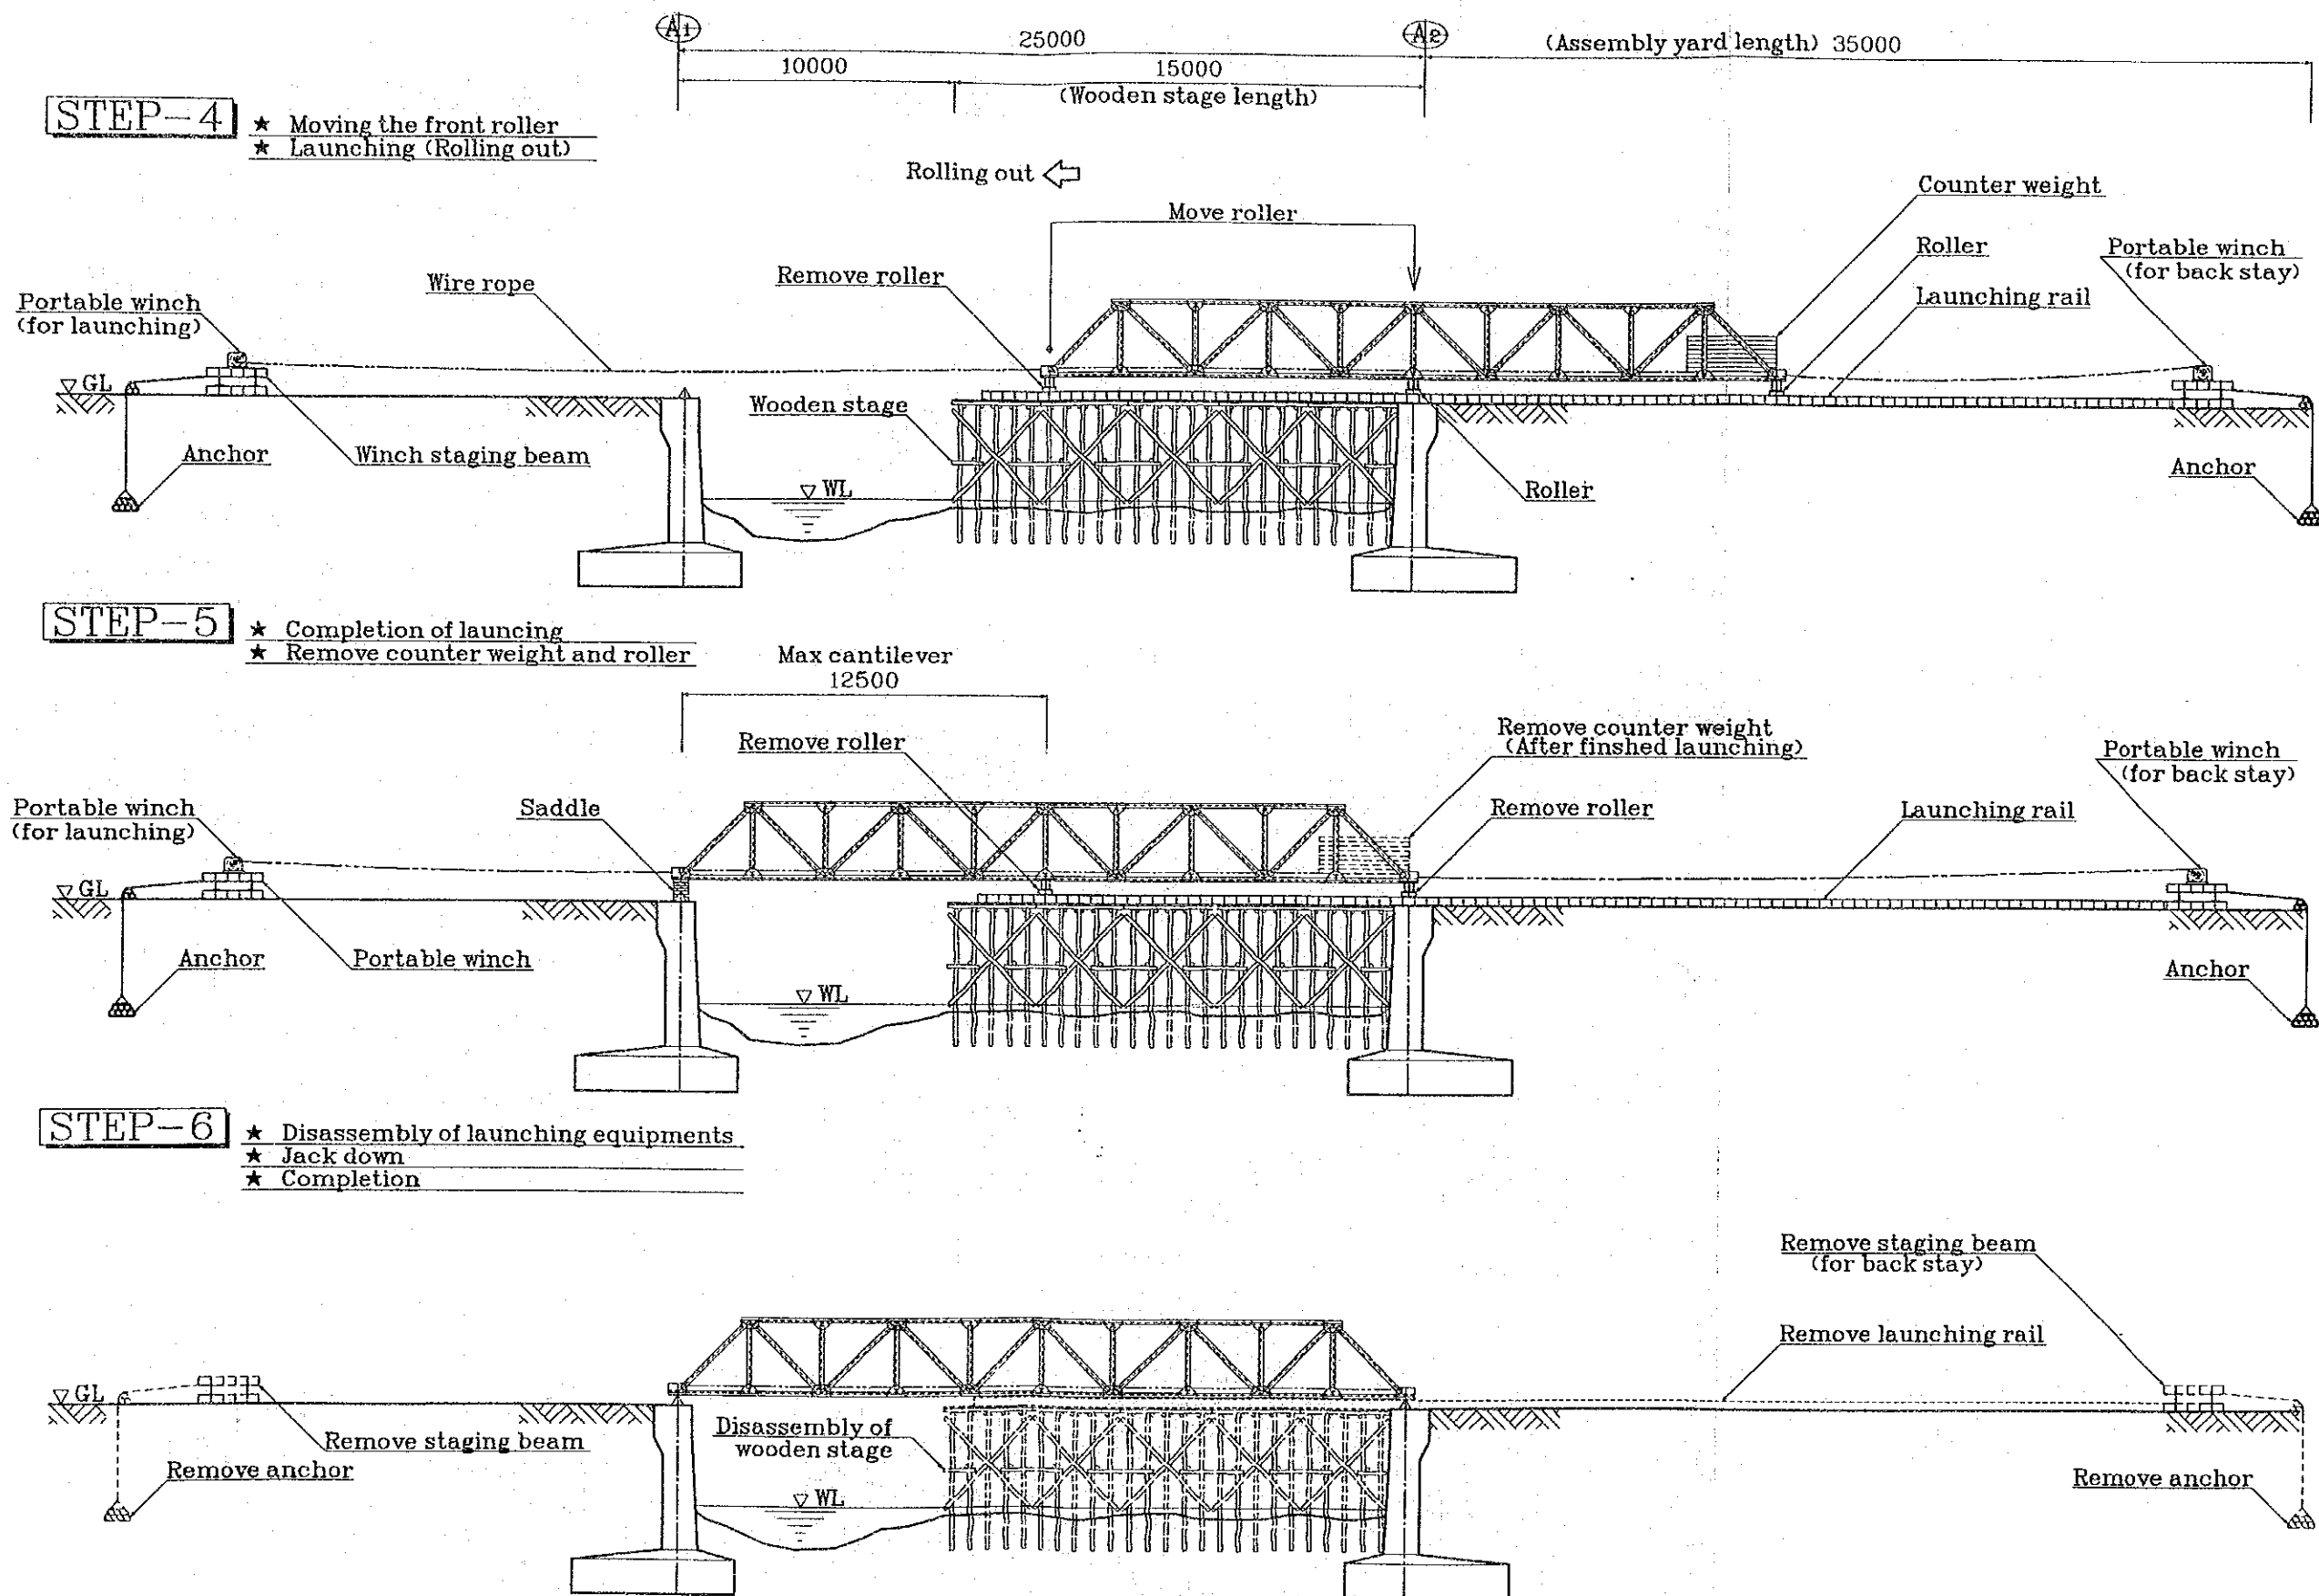 A1
25000
A2
(Assembly yard length) 35000
10000
15000
(Wooden stage length)
STEP-4
★ Moving the front roller
★ Launching (Rolling out)
Rolling out
Move roller
Counter weight
Remove roller
Roller
Portable winch
(for back stay)
Wire rope
Launching rail
Portable winch
(for launching)
GL
Wooden stage
Anchor
Winch staging beam
WL
Roller
Anchor
STEP-5
★ Completion of launcing
★ Remove counter weight and roller
Max cantilever
12500
Remove roller
Remove counter weight
(After finshed launching)
Portable winch
(for back stay)
Portable winch
(for launching)
Saddle
Remove roller
Launching rail
GL
Anchor
Portable winch
WL
Anchor
STEP-6
★ Disassembly of launching equipments
★ Jack down
★ Completion
Remove staging beam
(for back stay)
Remove launching rail
GL
Remove staging beam
Disassembly of
wooden stage
Remove anchor
WL
Remove anchor